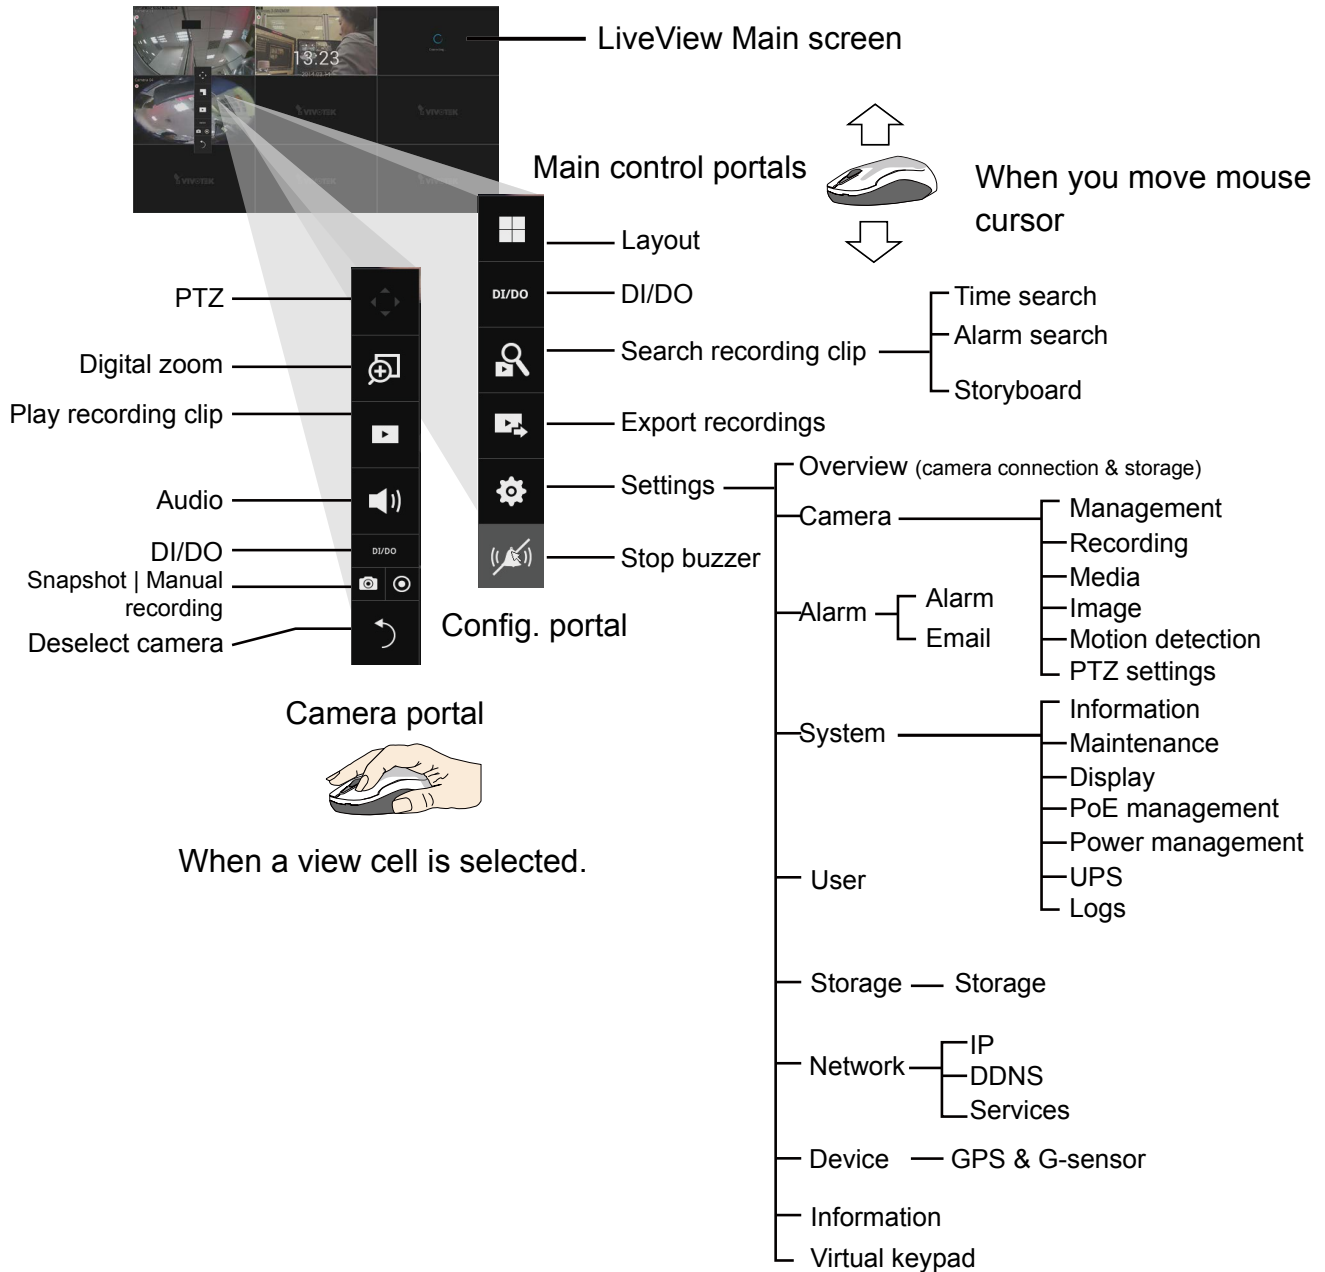 LiveView Main screen
13:23
VIVOTEK
VIVOTEK
VIVOTEK
VIVOTEK
VIVOTEK
Main control portals
When you move mouse
cursor
Layout
DI/DO
DI/DO
Search recording clip
Time search
Alarm search
Storyboard
Export recordings
Settings
Stop buzzer
Config. portal
PTZ
Digital zoom
Play recording clip
Audio
DI/DO
DI/DO
Snapshot | Manual
recording
Deselect camera
Camera portal
When a view cell is selected.
Overview (camera connection & storage)
Camera
Management
Recording
Media
Image
Motion detection
PTZ settings
Alarm
Alarm
Email
System
Information
Maintenance
Display
PoE management
Power management
UPS
Logs
User
Storage
Storage
Network
IP
DDNS
Services
Device
GPS & G-sensor
Information
Virtual keypad